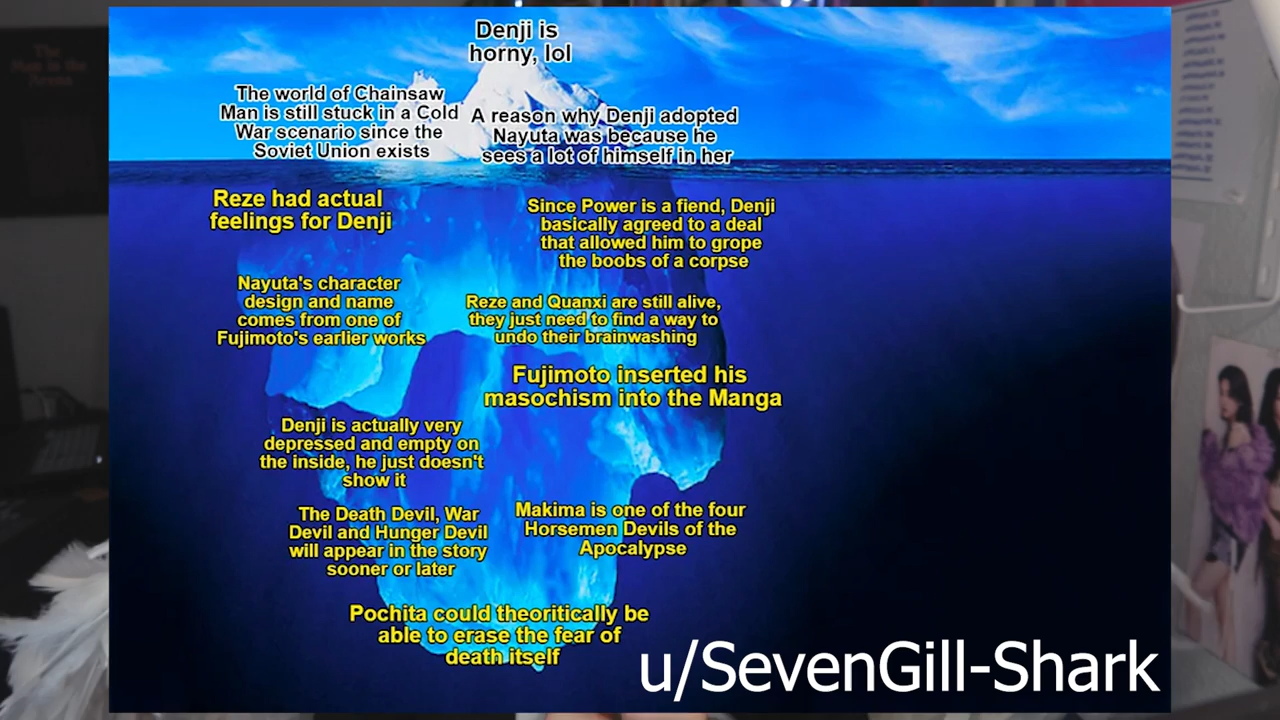 Denji is
horny, lol
The world of Chainsaw
Man is still stuck in a Cold
War scenario since the
Soviet Union exists
A reason why Denji adopted
Nayuta was because he
sees a lot of himself in her
Reze had actual
feelings for Denji
Since Power is a fiend, Denji
basically agreed to a deal
that allowed him to grope
the boobs of a corpse
Nayuta's character
design and name
comes from one of
Fujimoto's earlier works
Reze and Quanxi are still alive,
they just need to find a way to
undo their brainwashing
Fujimoto inserted his
masochism into the Manga
Denji is actually very
depressed and empty on
the inside, he just doesn't
show it
The Death Devil, War
Devil and Hunger Devil
will appear in the story
sooner or later
Makima is one of the four
Horsemen Devils of the
Apocalypse
Pochita could theoritically be
able to erase the fear of
death itself
u/SevenGill-Shark